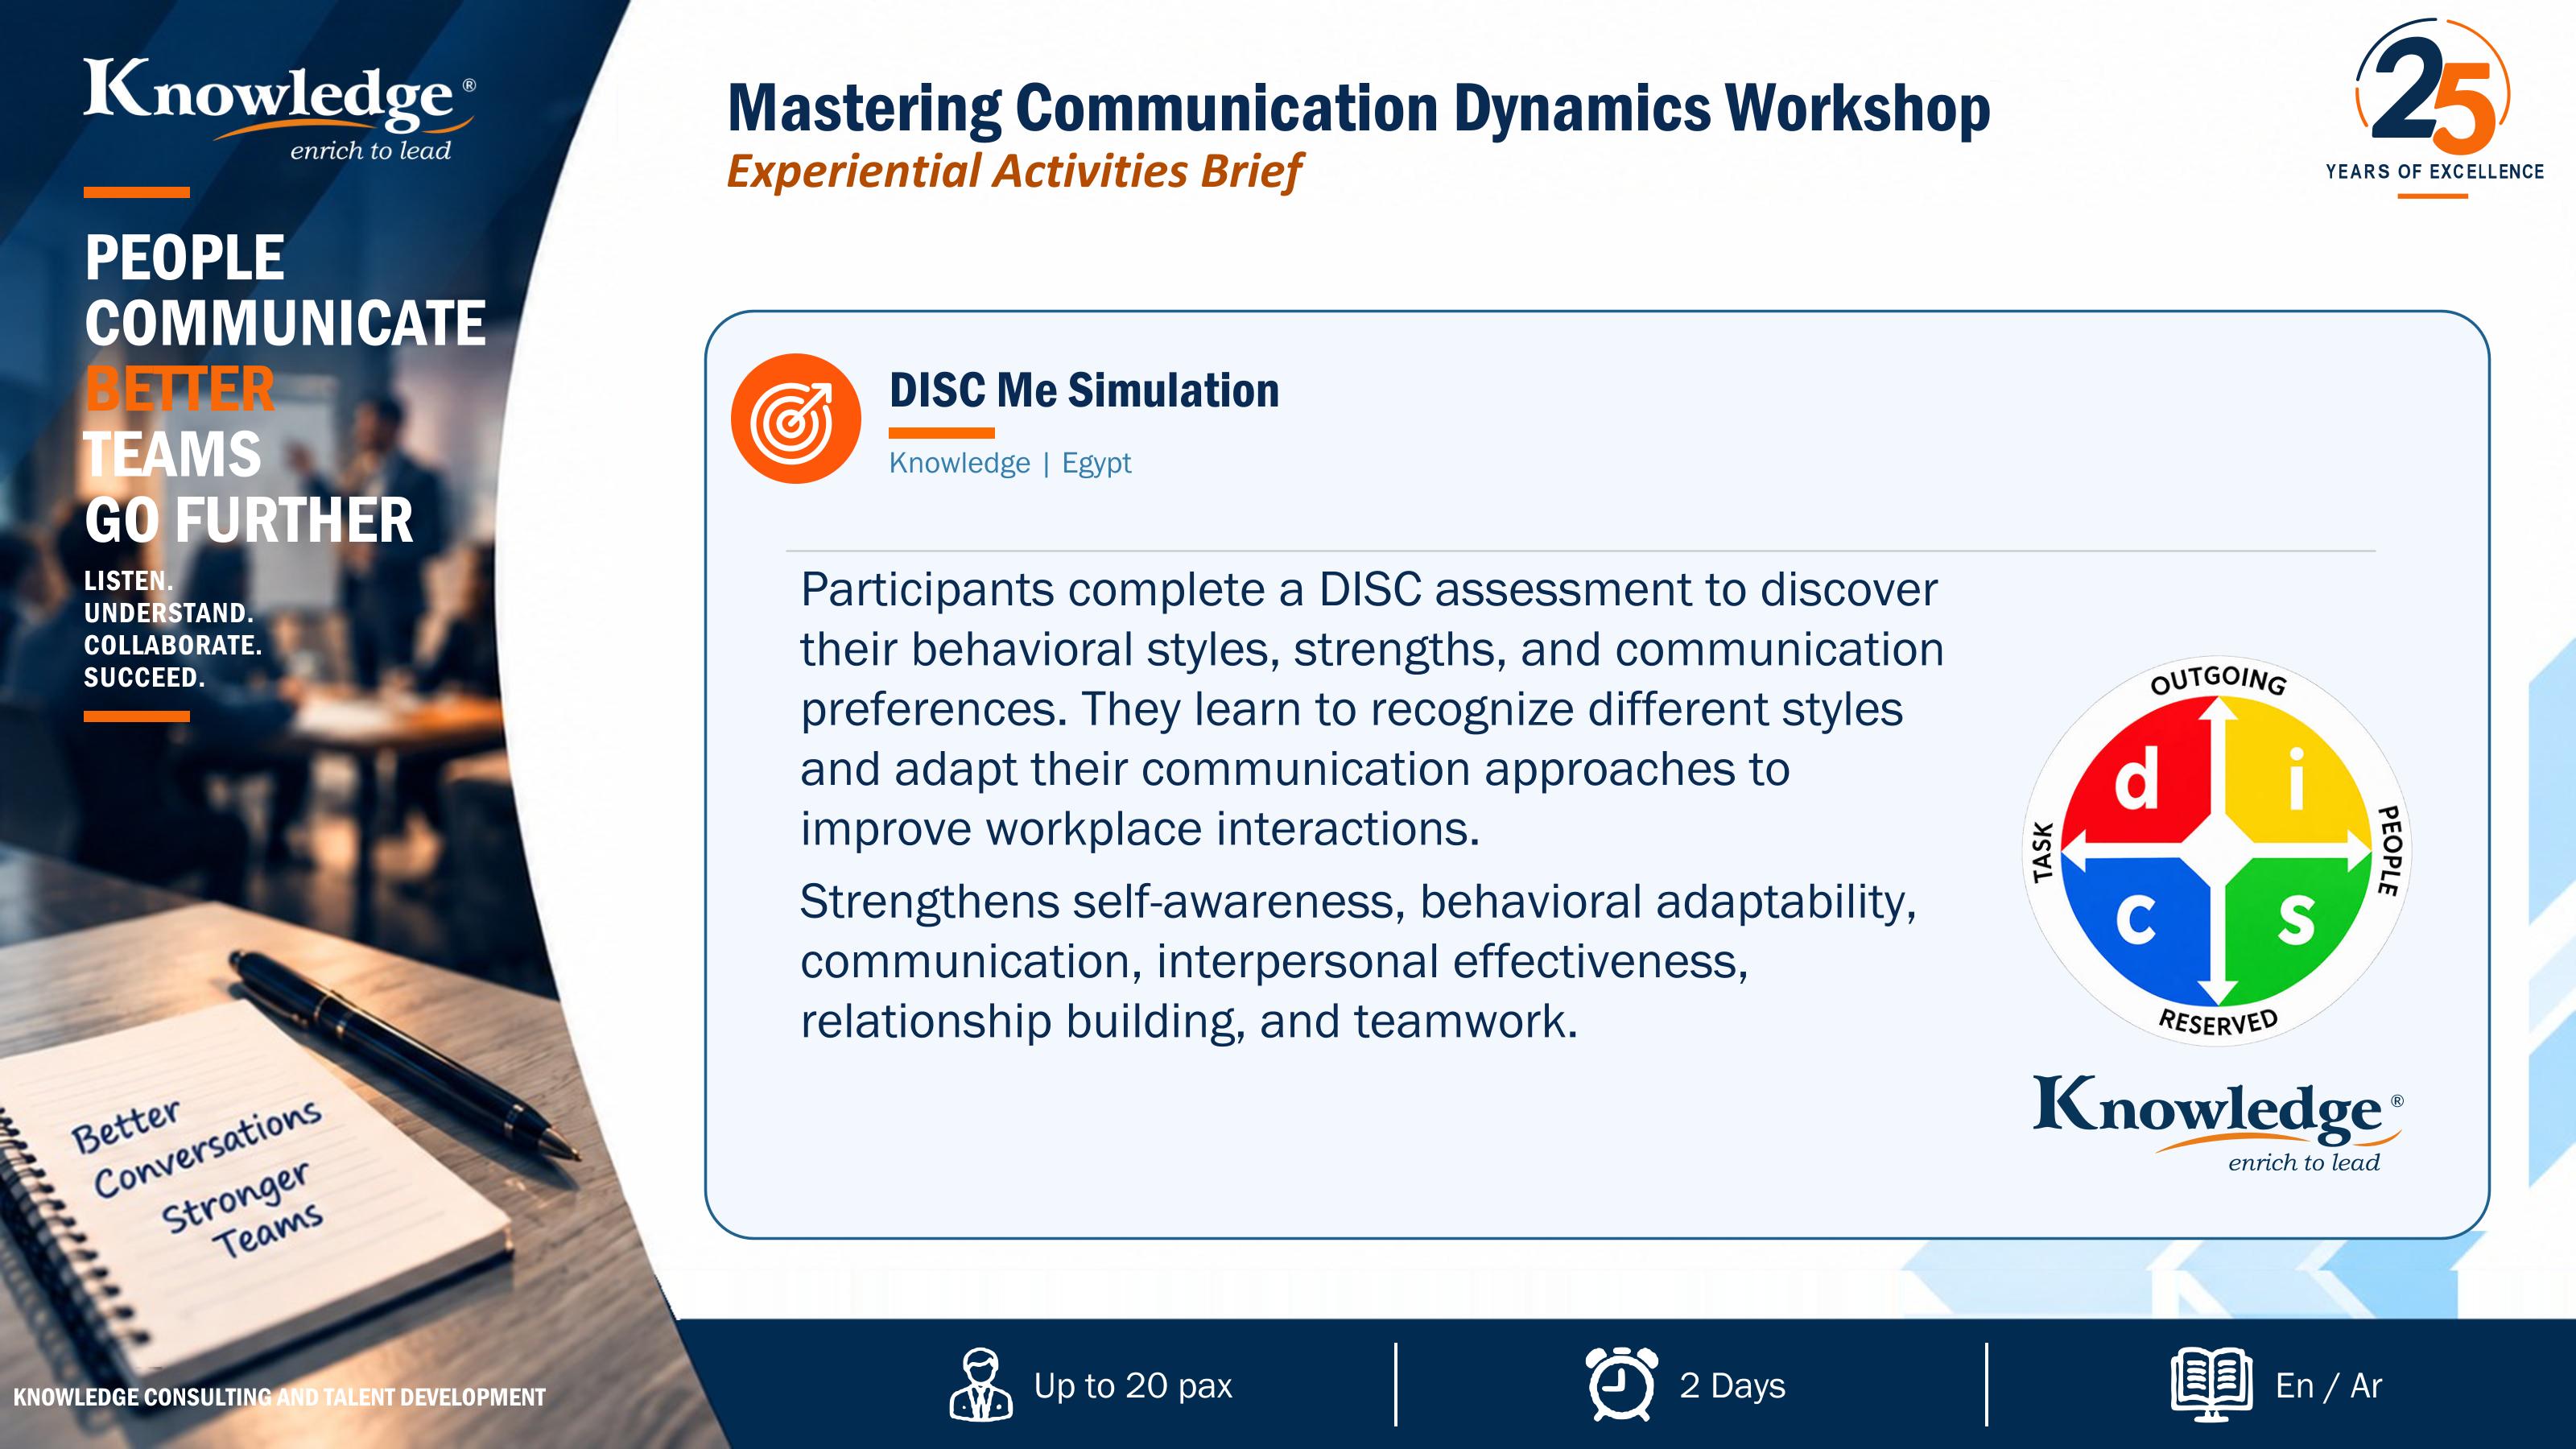 Knowledge®
enrich to lead
PEOPLE
COMMUNICATE
BETTER
TEAMS
GO FURTHER
LISTEN.
UNDERSTAND.
COLLABORATE.
SUCCEED.
Better
Conversations
Stronger
Teams
KNOWLEDGE CONSULTING AND TALENT DEVELOPMENT
Mastering Communication Dynamics Workshop
Experiential Activities Brief
25
YEARS OF EXCELLENCE
DISC Me Simulation
Knowledge | Egypt
Participants complete a DISC assessment to discover
their behavioral styles, strengths, and communication
preferences. They learn to recognize different styles
and adapt their communication approaches to
improve workplace interactions.
Strengthens self-awareness, behavioral adaptability,
communication, interpersonal effectiveness,
relationship building, and teamwork.
OUTGOING
d i
TASK
PEOPLE
c s
RESERVED
Knowledge®
enrich to lead
Up to 20 pax
2 Days
En / Ar